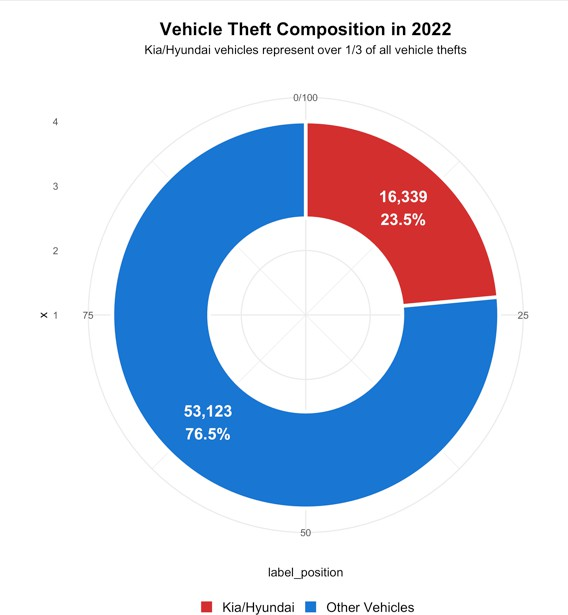 Vehicle Theft Composition in 2022
Kia/Hyundai vehicles represent over 1/3 of all vehicle thefts
0/100
4
3
16,339
23.5%
2
x 1
75
25
53,123
76.5%
50
label_position
Kia/Hyundai Other Vehicles